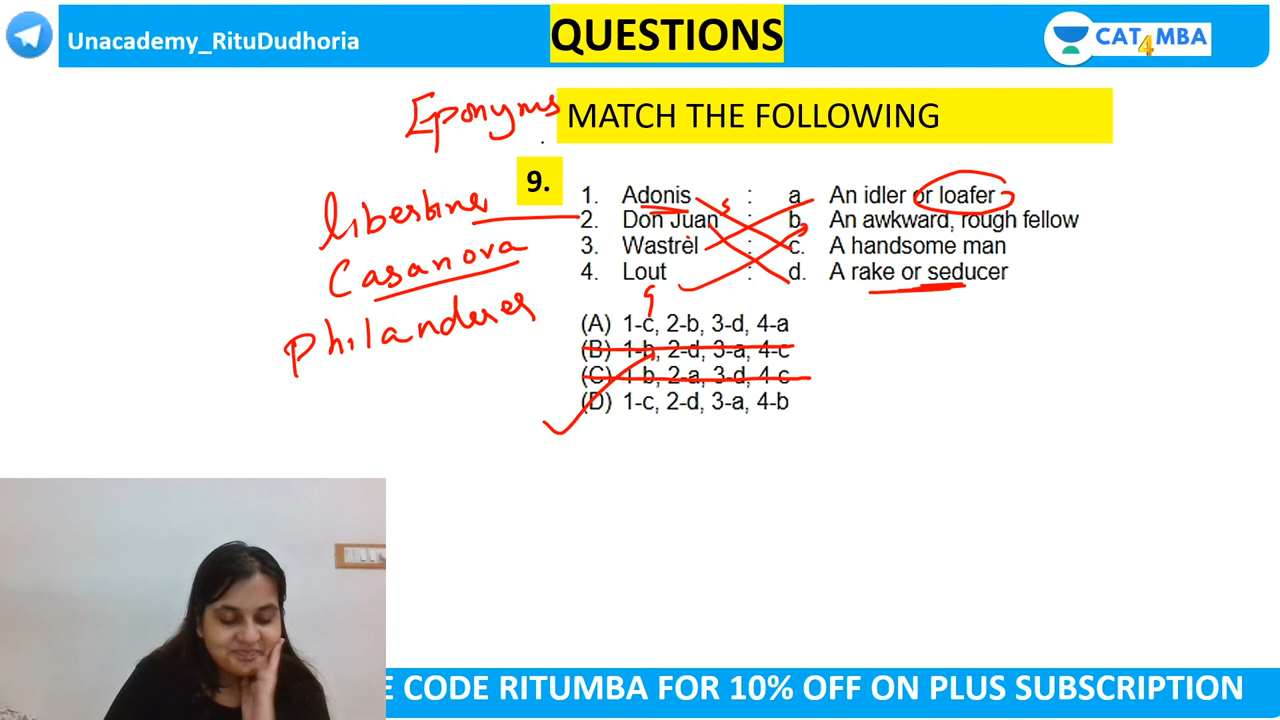 Unacademy_RituDudhoria
QUESTIONS
CAT4MBA
Eponyms
MATCH THE FOLLOWING
9.
1. Adonis : a. An idler or loafer
2. Don Juan : b. An awkward, rough fellow
3. Wastrel : c. A handsome man
4. Lout : d. A rake or seducer
libertine
Casanova
Philanderer
(A) 1-c, 2-b, 3-d, 4-a
(B) 1-b, 2-d, 3-a, 4-c
(C) 1-b, 2-a, 3-d, 4-c
(D) 1-c, 2-d, 3-a, 4-b
E CODE RITUMBA FOR 10% OFF ON PLUS SUBSCRIPTION